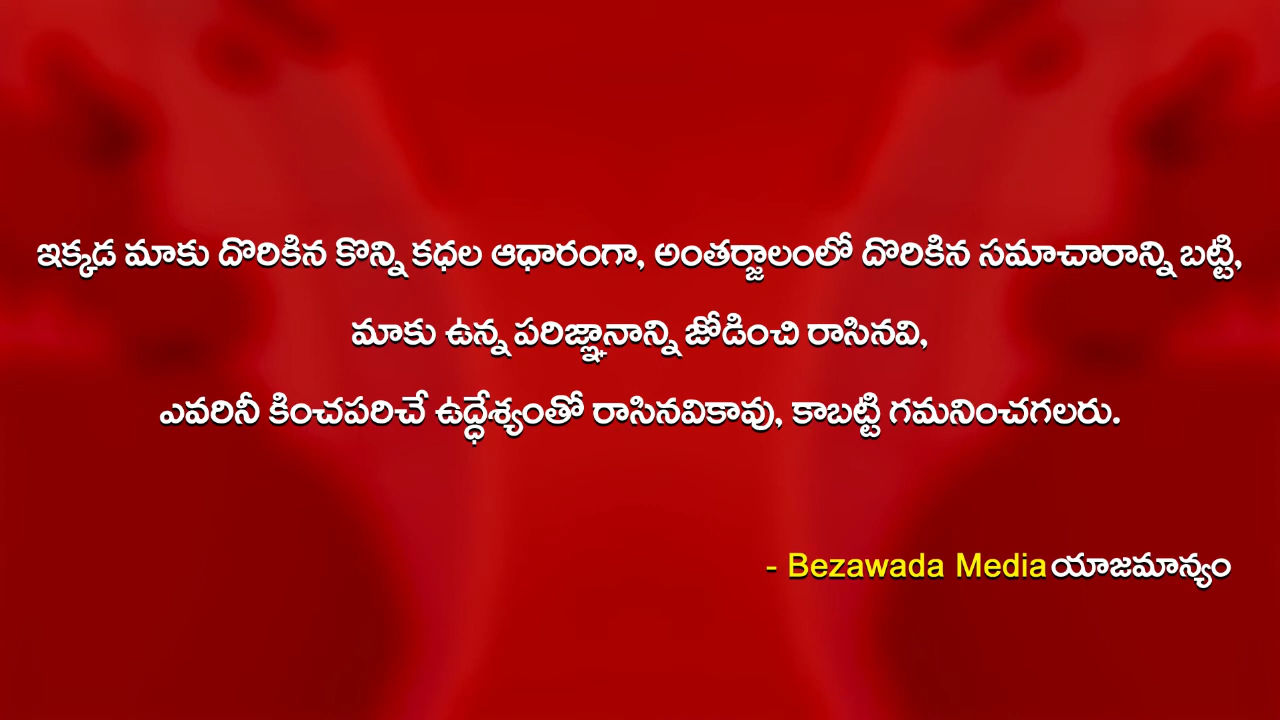 ఇక్కడ మాకు దొరికిన కొన్ని కధల ఆధారంగా, అంతర్జాలంలో దొరికిన సమాచారాన్ని బట్టి,
మాకు ఉన్న పరిజ్ఞానాన్ని జోడించి రాసినవి,
ఎవరినీ కించపరిచే ఉద్ధేశ్యంతో రాసినవికావు, కాబట్టి గమనించగలరు.
- Bezawada Media యాజమాన్యం